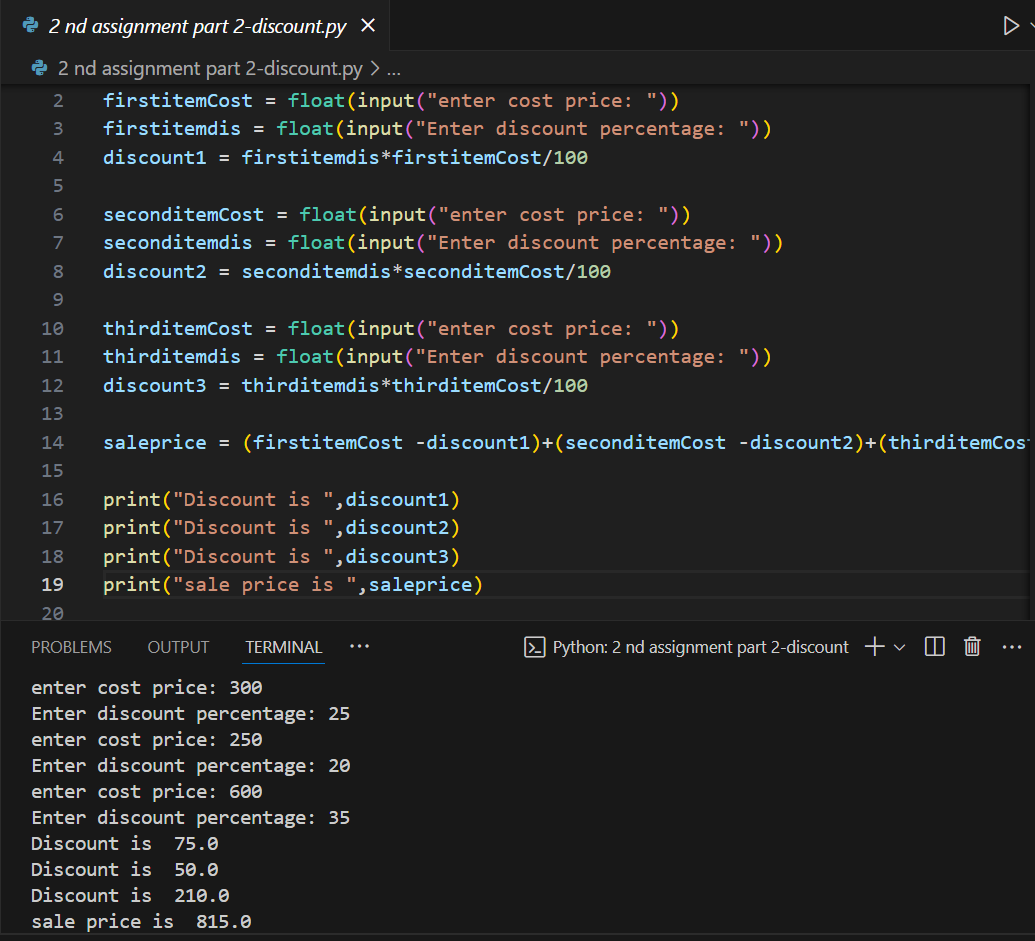 2 nd assignment part 2-discount.py
2 nd assignment part 2-discount.py > ...
2 firstitemCost = float(input("enter cost price: "))
3 firstitemdis = float(input("Enter discount percentage: "))
4 discount1 = firstitemdis*firstitemCost/100
5
6 seconditemCost = float(input("enter cost price: "))
7 seconditemdis = float(input("Enter discount percentage: "))
8 discount2 = seconditemdis*seconditemCost/100
9
10 thirditemCost = float(input("enter cost price: "))
11 thirditemdis = float(input("Enter discount percentage: "))
12 discount3 = thirditemdis*thirditemCost/100
13
14 saleprice = (firstitemCost -discount1)+(seconditemCost -discount2)+(thirditemCos
15
16 print("Discount is ",discount1)
17 print("Discount is ",discount2)
18 print("Discount is ",discount3)
19 print("sale price is ",saleprice)
20
PROBLEMS OUTPUT TERMINAL ... Python: 2 nd assignment part 2-discount
enter cost price: 300
Enter discount percentage: 25
enter cost price: 250
Enter discount percentage: 20
enter cost price: 600
Enter discount percentage: 35
Discount is  75.0
Discount is  50.0
Discount is  210.0
sale price is  815.0